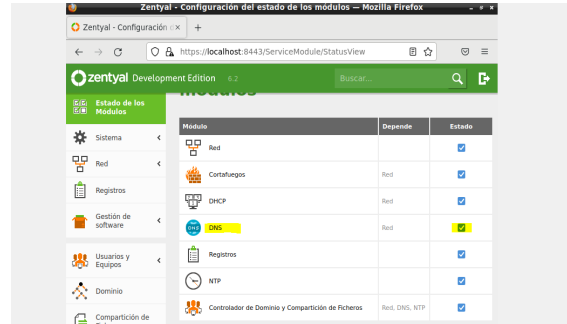 Zentyal - Configuración del estado de los módulos — Mozilla Firefox
Zentyal - Configuración
https://localhost:8443/ServiceModule/StatusView
zentyal Development Edition 6.2
Buscar...
Estado de los
Módulos
Sistema
Red
Registros
Gestión de
software
Usuarios y
Equipos
Dominio
Compartición de
módulos
Módulo Depende Estado
Red
Cortafuegos Red
DHCP Red
DNS DNS Red
Registros
NTP
Controlador de Dominio y Compartición de Ficheros Red, DNS, NTP